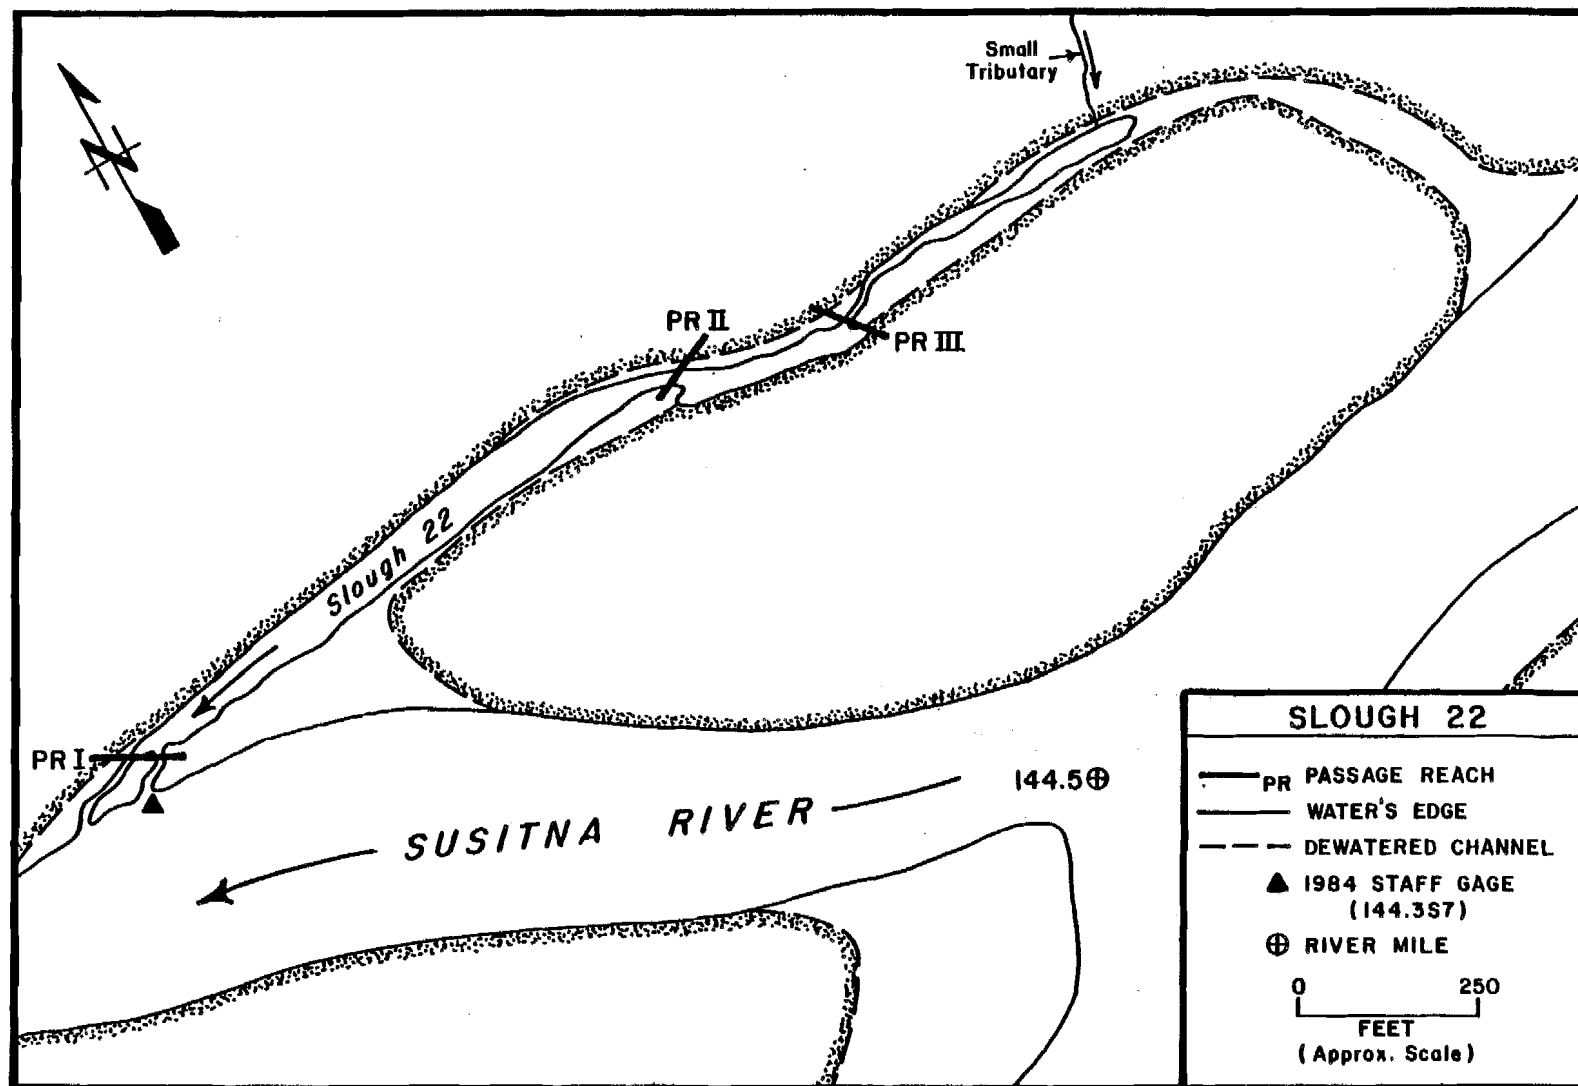 Small
Tributary
N
PR II
PR III
Slough 22
PR I
144.5
SUSITNA RIVER
SLOUGH 22
PR PASSAGE REACH
WATER'S EDGE
DEWATERED CHANNEL
1984 STAFF GAGE
(144.3S7)
RIVER MILE
0 250
FEET
(Approx. Scale)